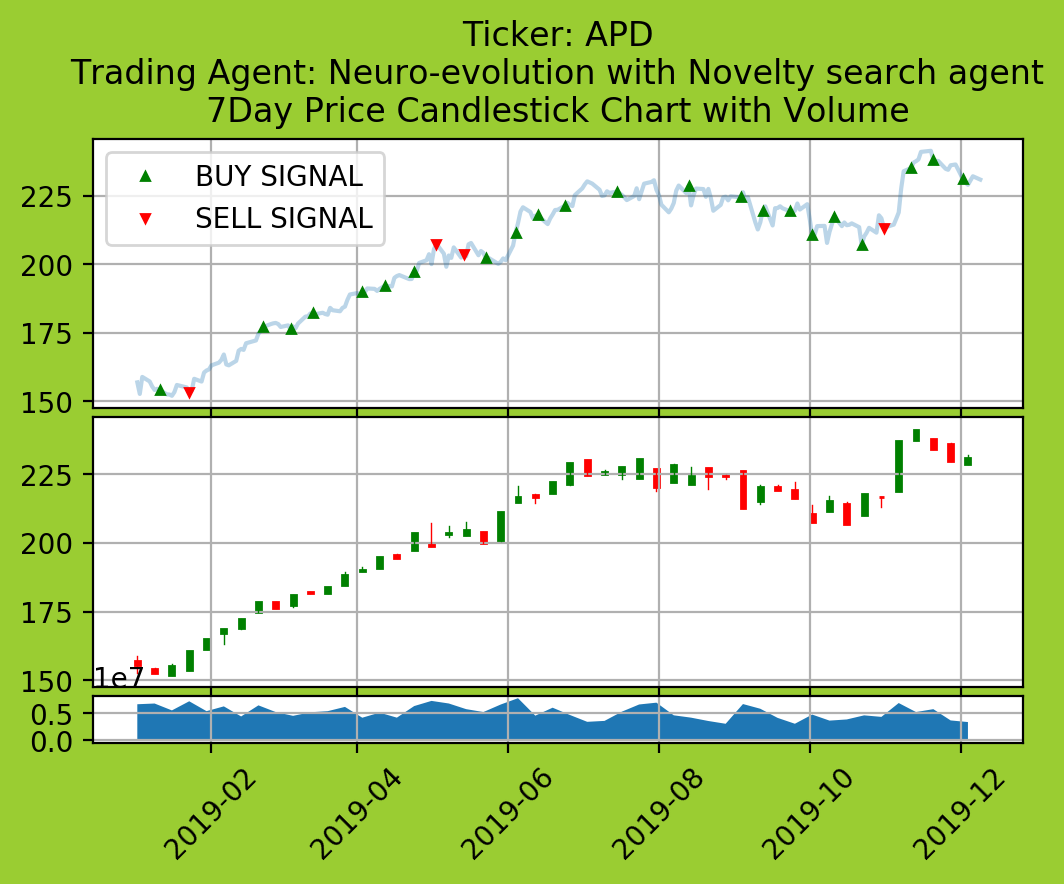 Ticker: APD
Trading Agent: Neuro-evolution with Novelty search agent
7Day Price Candlestick Chart with Volume
BUY SIGNAL
SELL SIGNAL
225
200
175
150
225
200
175
150
1e7
0.5
0.0
2019-02
2019-04
2019-06
2019-08
2019-10
2019-12